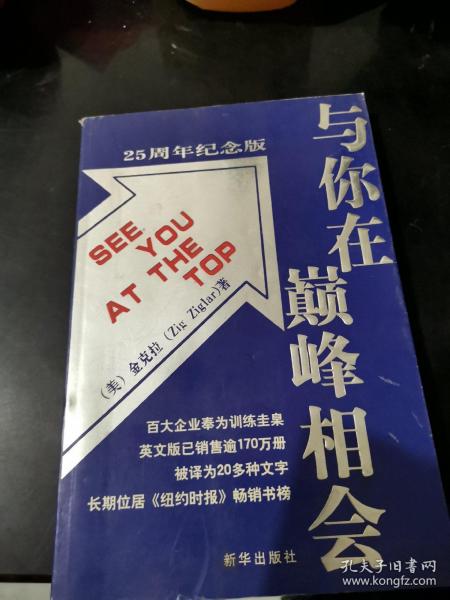 25周年纪念版
与你在巅峰相会
SEE
YOU
AT THE
TOP
(美) 金克拉 (Zig Ziglar)著
百大企业奉为训练圭臬
英文版已销售逾170万册
被译为20多种文字
长期位居《纽约时报》畅销书榜
新华出版社
孔夫子旧书网
www.kongfz.com